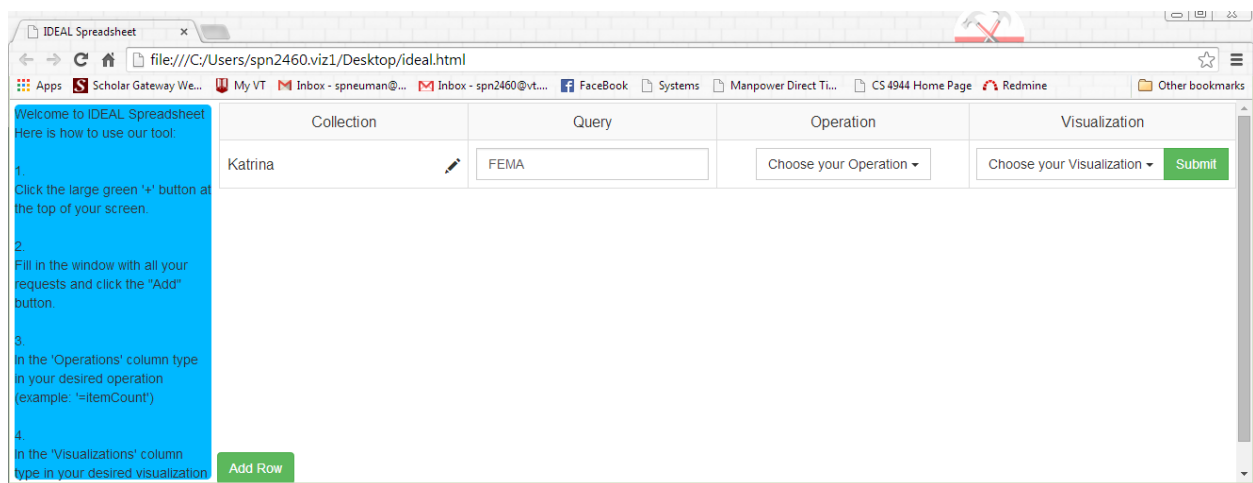 IDEAL Spreadsheet
file:///C:/Users/spn2460.viz1/Desktop/ideal.html
Apps Scholar Gateway We... My VT Inbox - spneuman@... Inbox - spn2460@vt.... FaceBook Systems Manpower Direct Ti... CS 4944 Home Page Redmine Other bookmarks
Welcome to IDEAL Spreadsheet
Here is how to use our tool:
1.
Click the large green '+' button at
the top of your screen.
2.
Fill in the window with all your
requests and click the "Add"
button.
3.
In the 'Operations' column type
in your desired operation
(example: '=itemCount')
4.
In the 'Visualizations' column
type in your desired visualization
Collection Query Operation Visualization
Katrina FEMA Choose your Operation Choose your Visualization Submit
Add Row